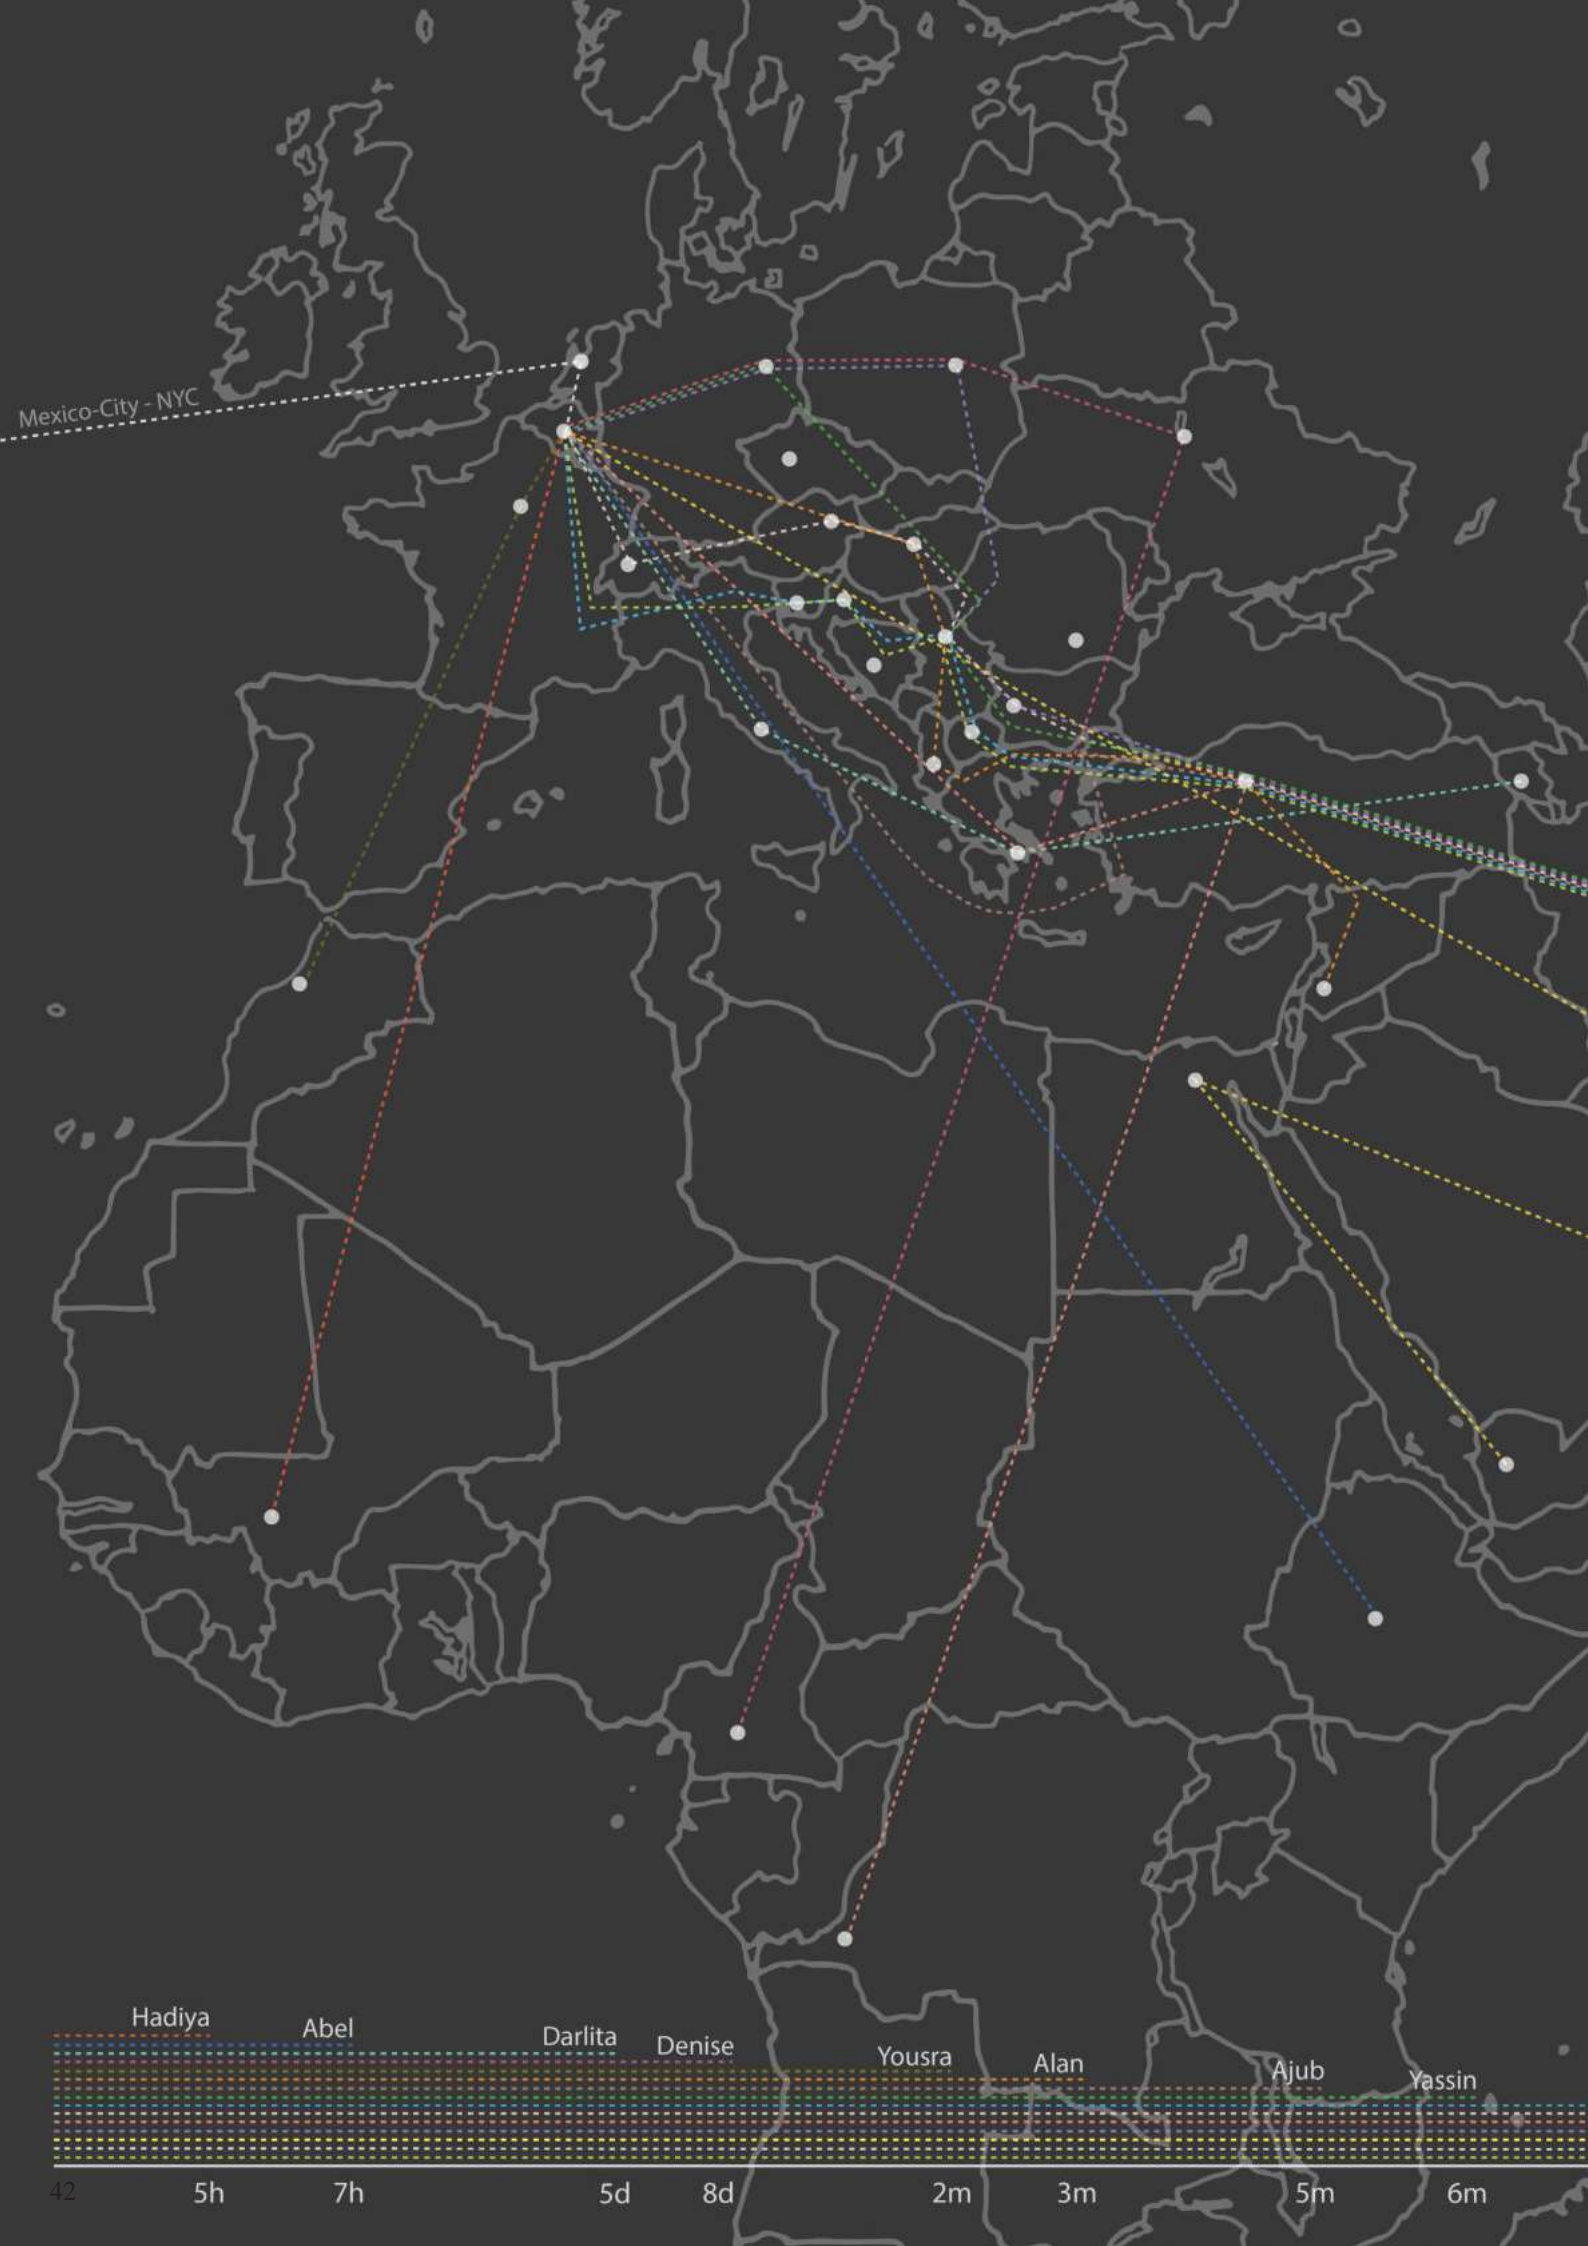 Mexico-City - NYC
Hadiya
Abel
Darlita
Denise
Yousra
Alan
Ajub
Yassin
42
5h
7h
5d
8d
2m
3m
5m
6m